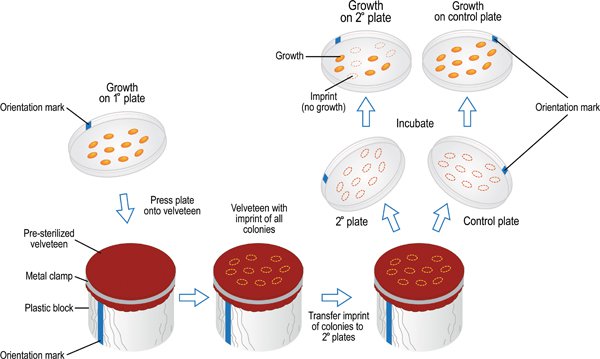 Growth
on 1˚ plate
Orientation mark
Press plate
onto velveteen
Pre-sterilized
velveteen
Metal clamp
Plastic block
Orientation mark
Velveteen with
imprint of all
colonies
Transfer imprint
of colonies to
2˚ plates
2˚ plate
Control plate
Incubate
Orientation mark
Growth
on 2˚ plate
Growth
on control plate
Growth
Imprint
(no growth)